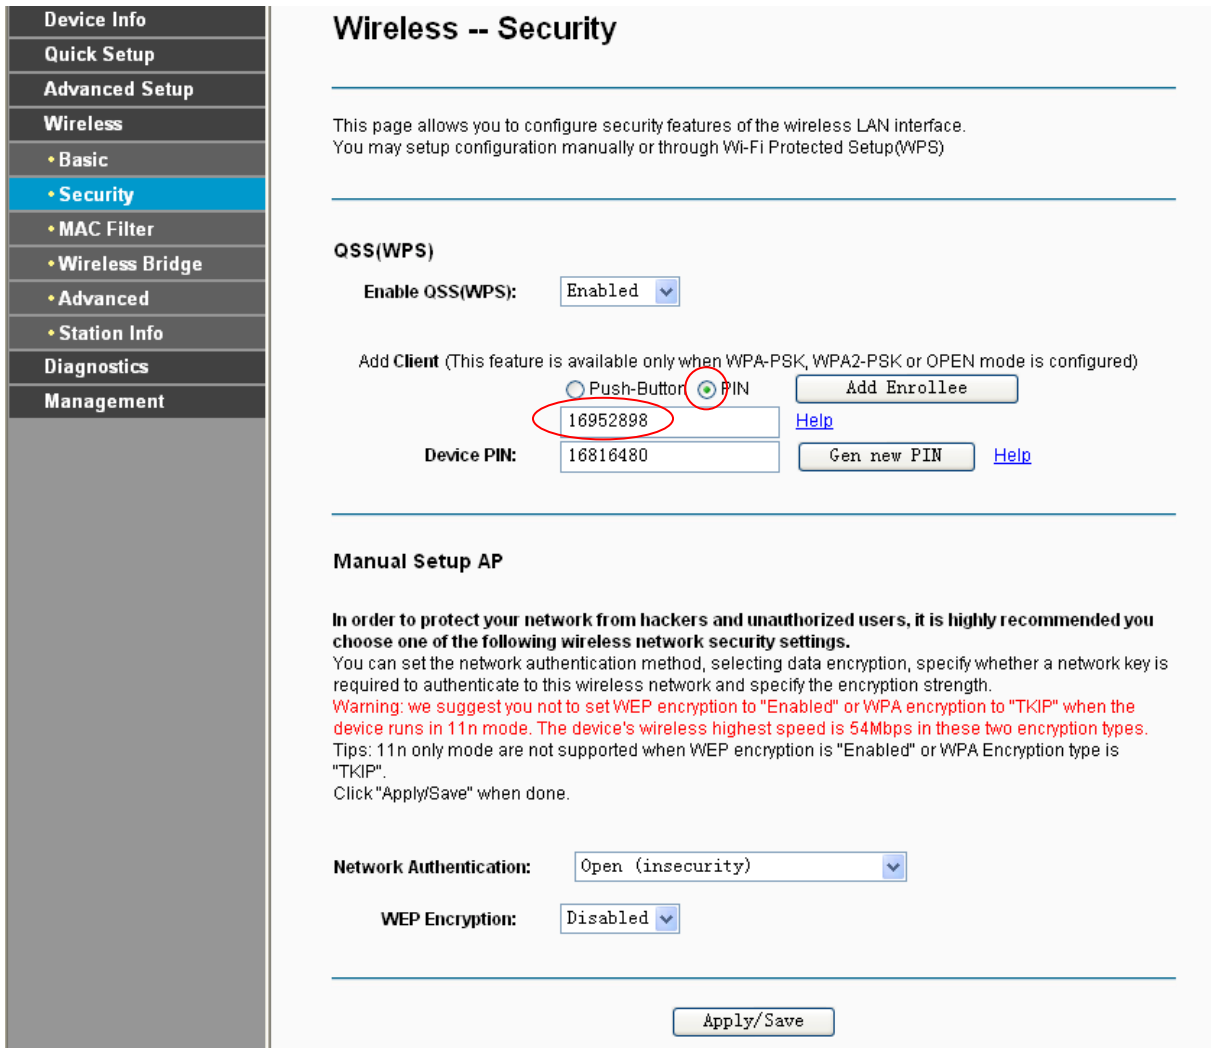 Device Info
Quick Setup
Advanced Setup
Wireless
Basic
Security
MAC Filter
Wireless Bridge
Advanced
Station Info
Diagnostics
Management
Wireless -- Security
This page allows you to configure security features of the wireless LAN interface.
You may setup configuration manually or through Wi-Fi Protected Setup(WPS)
QSS(WPS)
Enable QSS(WPS): Enabled
Add Client (This feature is available only when WPA-PSK, WPA2-PSK or OPEN mode is configured)
Push-Button PIN Add Enrollee
16952898 Help
Device PIN: 16816480 Gen new PIN Help
Manual Setup AP
In order to protect your network from hackers and unauthorized users, it is highly recommended you
choose one of the following wireless network security settings.
You can set the network authentication method, selecting data encryption, specify whether a network key is
required to authenticate to this wireless network and specify the encryption strength.
Warning: we suggest you not to set WEP encryption to "Enabled" or WPA encryption to "TKIP" when the
device runs in 11n mode. The device's wireless highest speed is 54Mbps in these two encryption types.
Tips: 11n only mode are not supported when WEP encryption is "Enabled" or WPA Encryption type is
"TKIP".
Click "Apply/Save" when done.
Network Authentication: Open (insecurity)
WEP Encryption: Disabled
Apply/Save